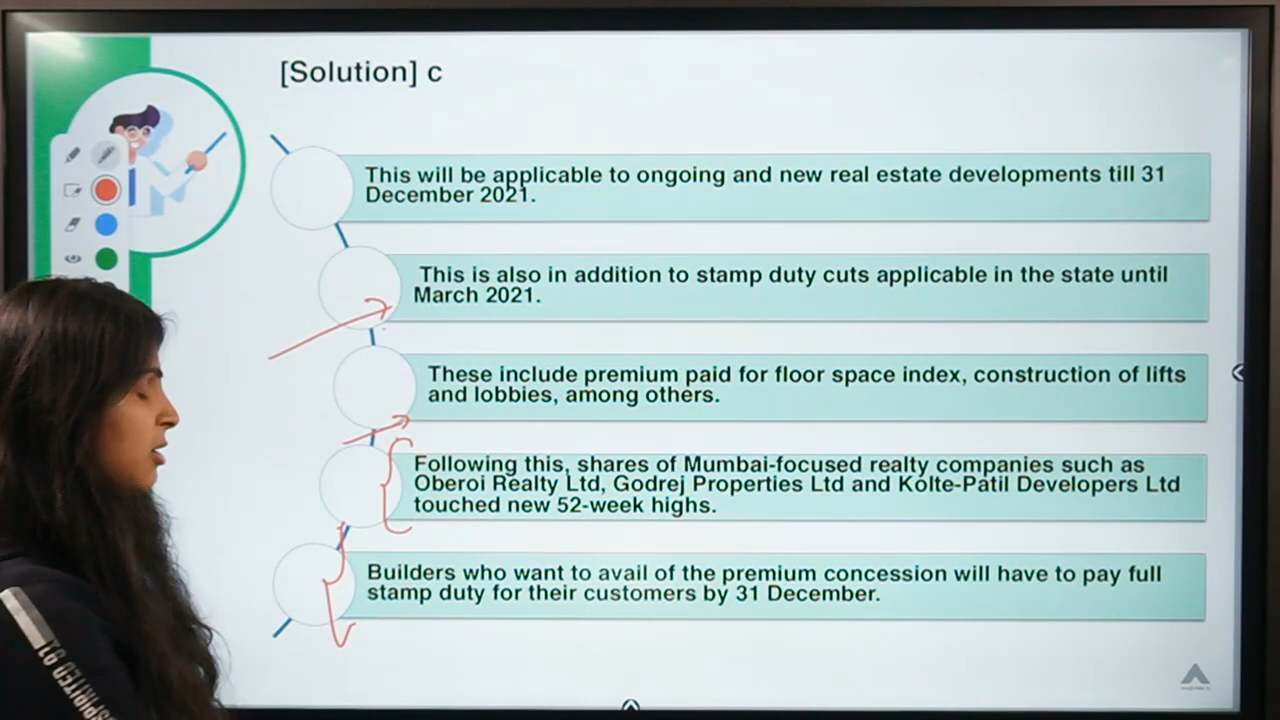 [Solution] c
This will be applicable to ongoing and new real estate developments till 31
December 2021.
This is also in addition to stamp duty cuts applicable in the state until
March 2021.
These include premium paid for floor space index, construction of lifts
and lobbies, among others.
Following this, shares of Mumbai-focused realty companies such as
Oberoi Realty Ltd, Godrej Properties Ltd and Kolte-Patil Developers Ltd
touched new 52-week highs.
Builders who want to avail of the premium concession will have to pay full
stamp duty for their customers by 31 December.
SPIRITED 91